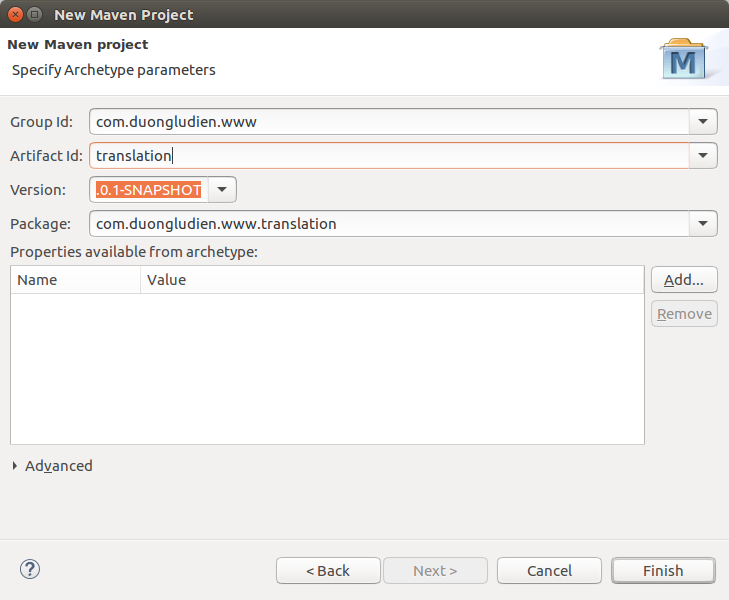 New Maven Project
New Maven project
Specify Archetype parameters
M
Group Id: com.duongludien.www
Artifact Id: translation
Version: .0.1-SNAPSHOT
Package: com.duongludien.www.translation
Properties available from archetype:
Name Value
Add...
Remove
Advanced
? < Back Next > Cancel Finish